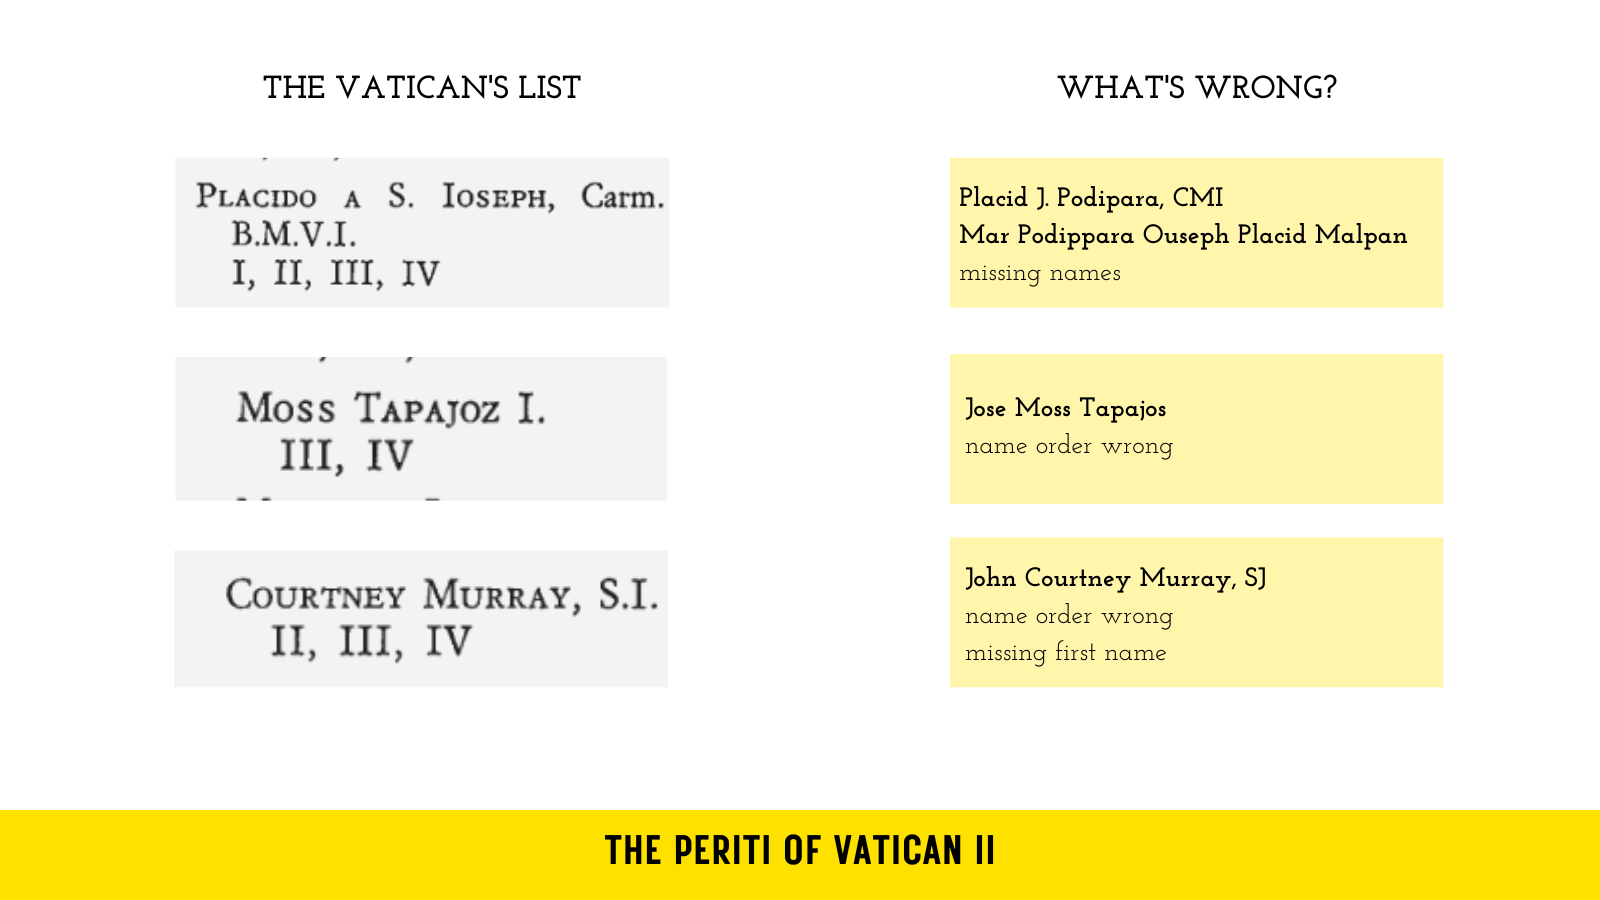 THE VATICAN'S LIST
WHAT'S WRONG?
PLACIDO A S. IOSEPH, Carm.
B.M.V.I.
I, II, III, IV
Placid J. Podipara, CMI
Mar Podippara Ouseph Placid Malpan
missing names
MOSS TAPAJOZ I.
III, IV
Jose Moss Tapajos
name order wrong
COURTNEY MURRAY, S.I.
II, III, IV
John Courtney Murray, SJ
name order wrong
missing first name
THE PERITI OF VATICAN II